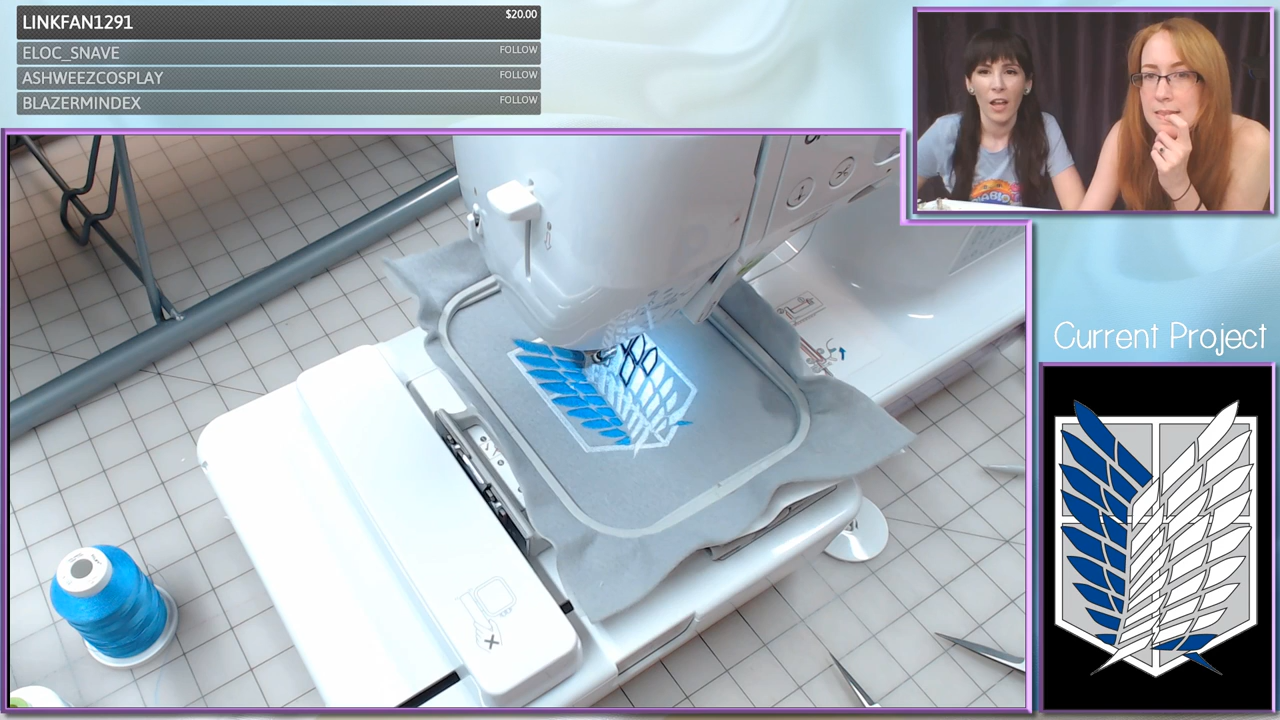 LINKFAN1291 $20.00
ELOC_SNAVE FOLLOW
ASHWEEZCOSPLAY FOLLOW
BLAZERMINDEX FOLLOW
Current Project